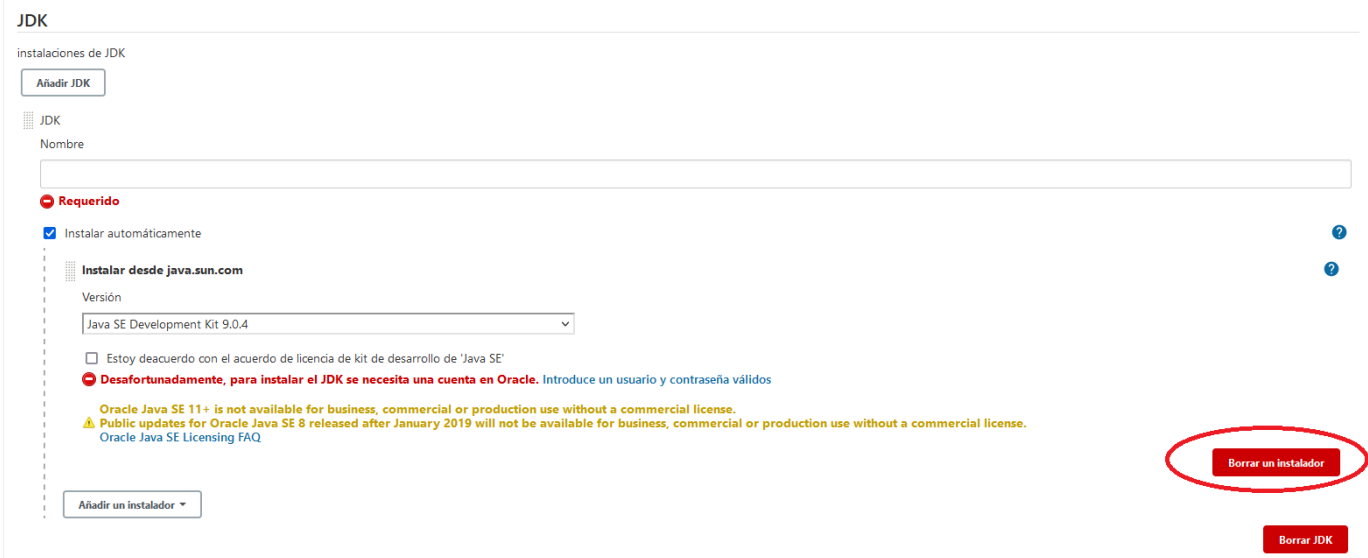 JDK
instalaciones de JDK
Añadir JDK
JDK
Nombre
Requerido
Instalar automáticamente
?
Instalar desde java.sun.com
?
Versión
Java SE Development Kit 9.0.4
Estoy deacuerdo con el acuerdo de licencia de kit de desarrollo de 'Java SE'
Desafortunadamente, para instalar el JDK se necesita una cuenta en Oracle. Introduce un usuario y contraseña válidos
Oracle Java SE 11+ is not available for business, commercial or production use without a commercial license.
Public updates for Oracle Java SE 8 released after January 2019 will not be available for business, commercial or production use without a commercial license.
Oracle Java SE Licensing FAQ
Borrar un instalador
Añadir un instalador
Borrar JDK